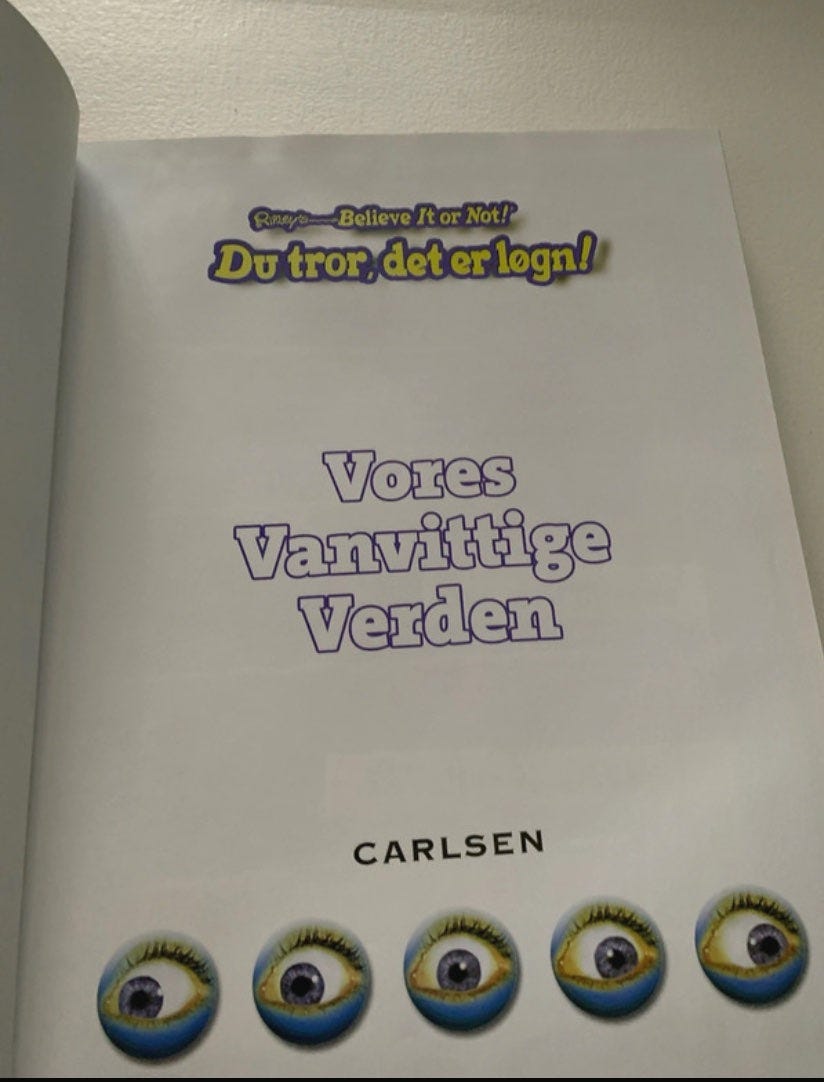 Ripley's—Believe It or Not!®
Du tror, det er løgn!
Vores
Vanvittige
Verden
CARLSEN